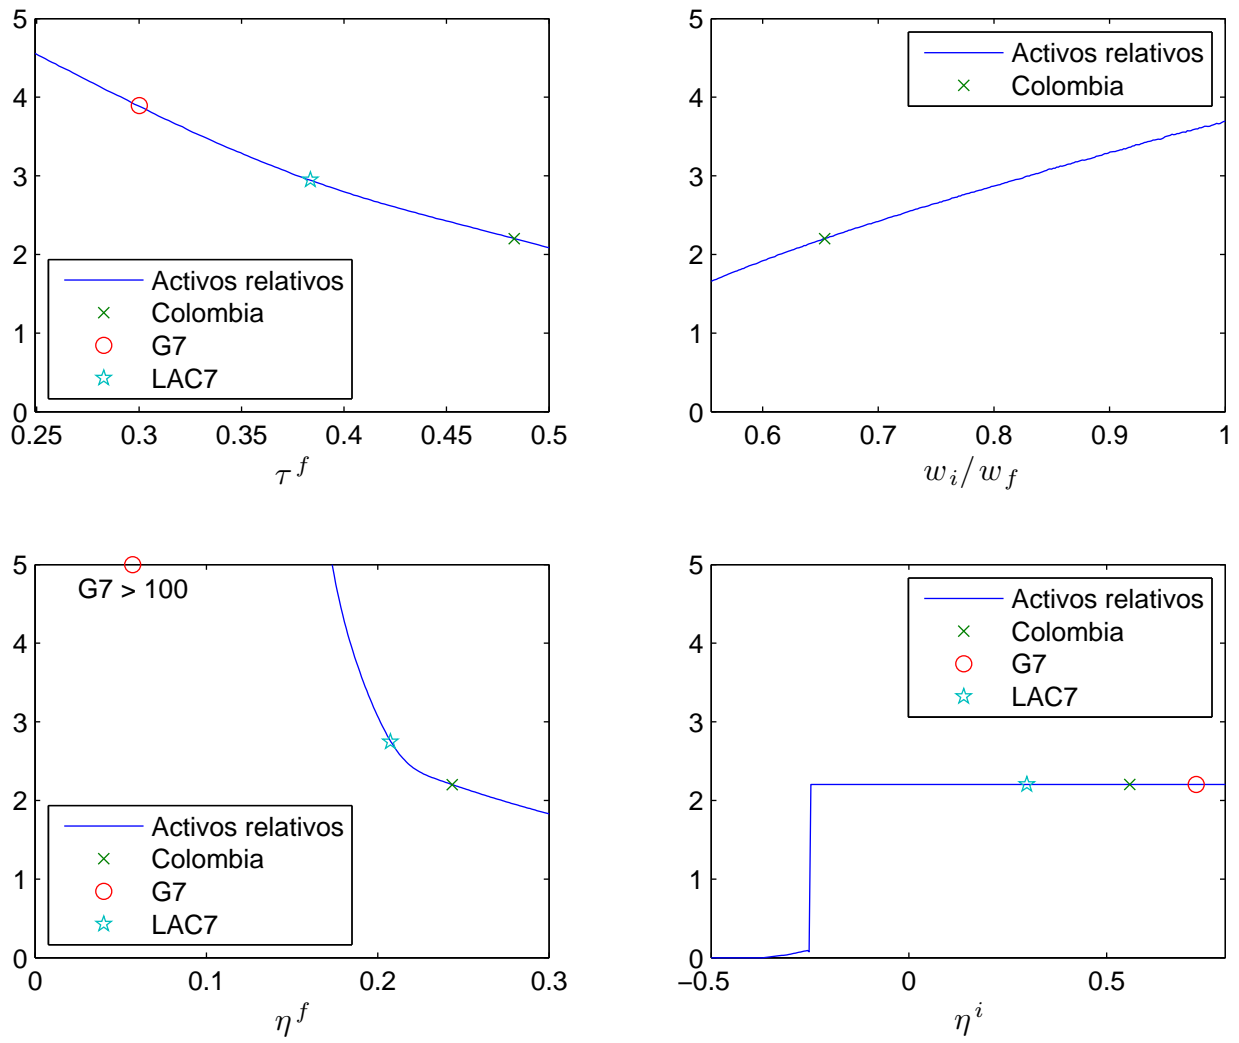 5
4
3
2
1
0
0.25
0.3
0.35
0.4
0.45
0.5
τ^f
Activos relativos
Colombia
G7
LAC7
5
4
3
2
1
0
0.6
0.7
0.8
0.9
1
w_i/w_f
Activos relativos
Colombia
5
4
3
2
1
0
0
0.1
0.2
0.3
η^f
G7 > 100
Activos relativos
Colombia
G7
LAC7
5
4
3
2
1
0
−0.5
0
0.5
η^i
Activos relativos
Colombia
G7
LAC7